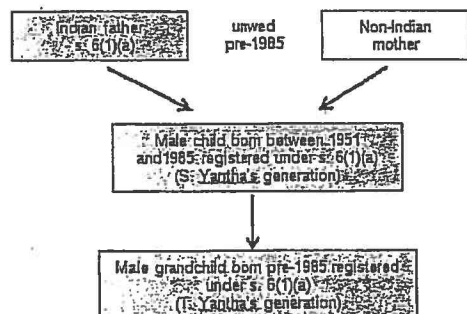 Indian father
s. 6(1)(a)
unwed
pre-1985
Non-Indian
mother
Male child born between 1951
and 1985 registered under s. 6(1)(a)
(S. Yantha's generation)
Male grandchild born pre-1985 registered
under s. 6(1)(a)
(T. Yantha's generation)